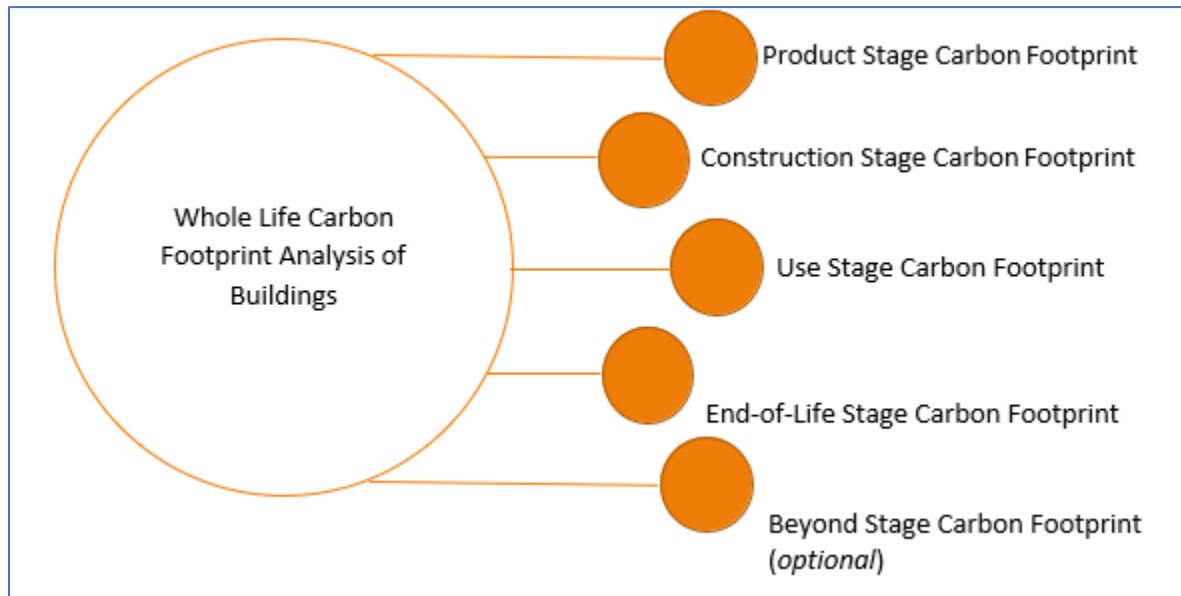 Whole Life Carbon
Footprint Analysis of
Buildings
Product Stage Carbon Footprint
Construction Stage Carbon Footprint
Use Stage Carbon Footprint
End-of-Life Stage Carbon Footprint
Beyond Stage Carbon Footprint
(optional)